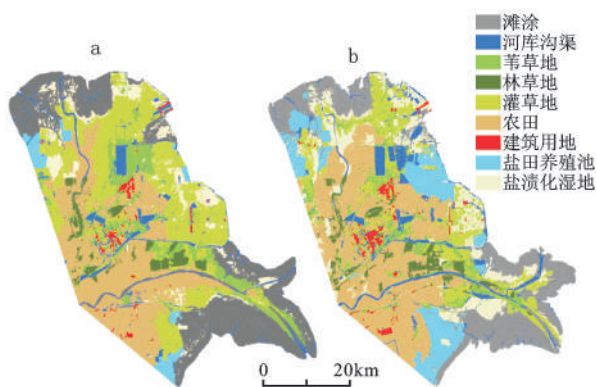 a
b
滩涂
河库沟渠
苇草地
林草地
灌草地
农田
建筑用地
盐田养殖池
盐渍化湿地
0 20km